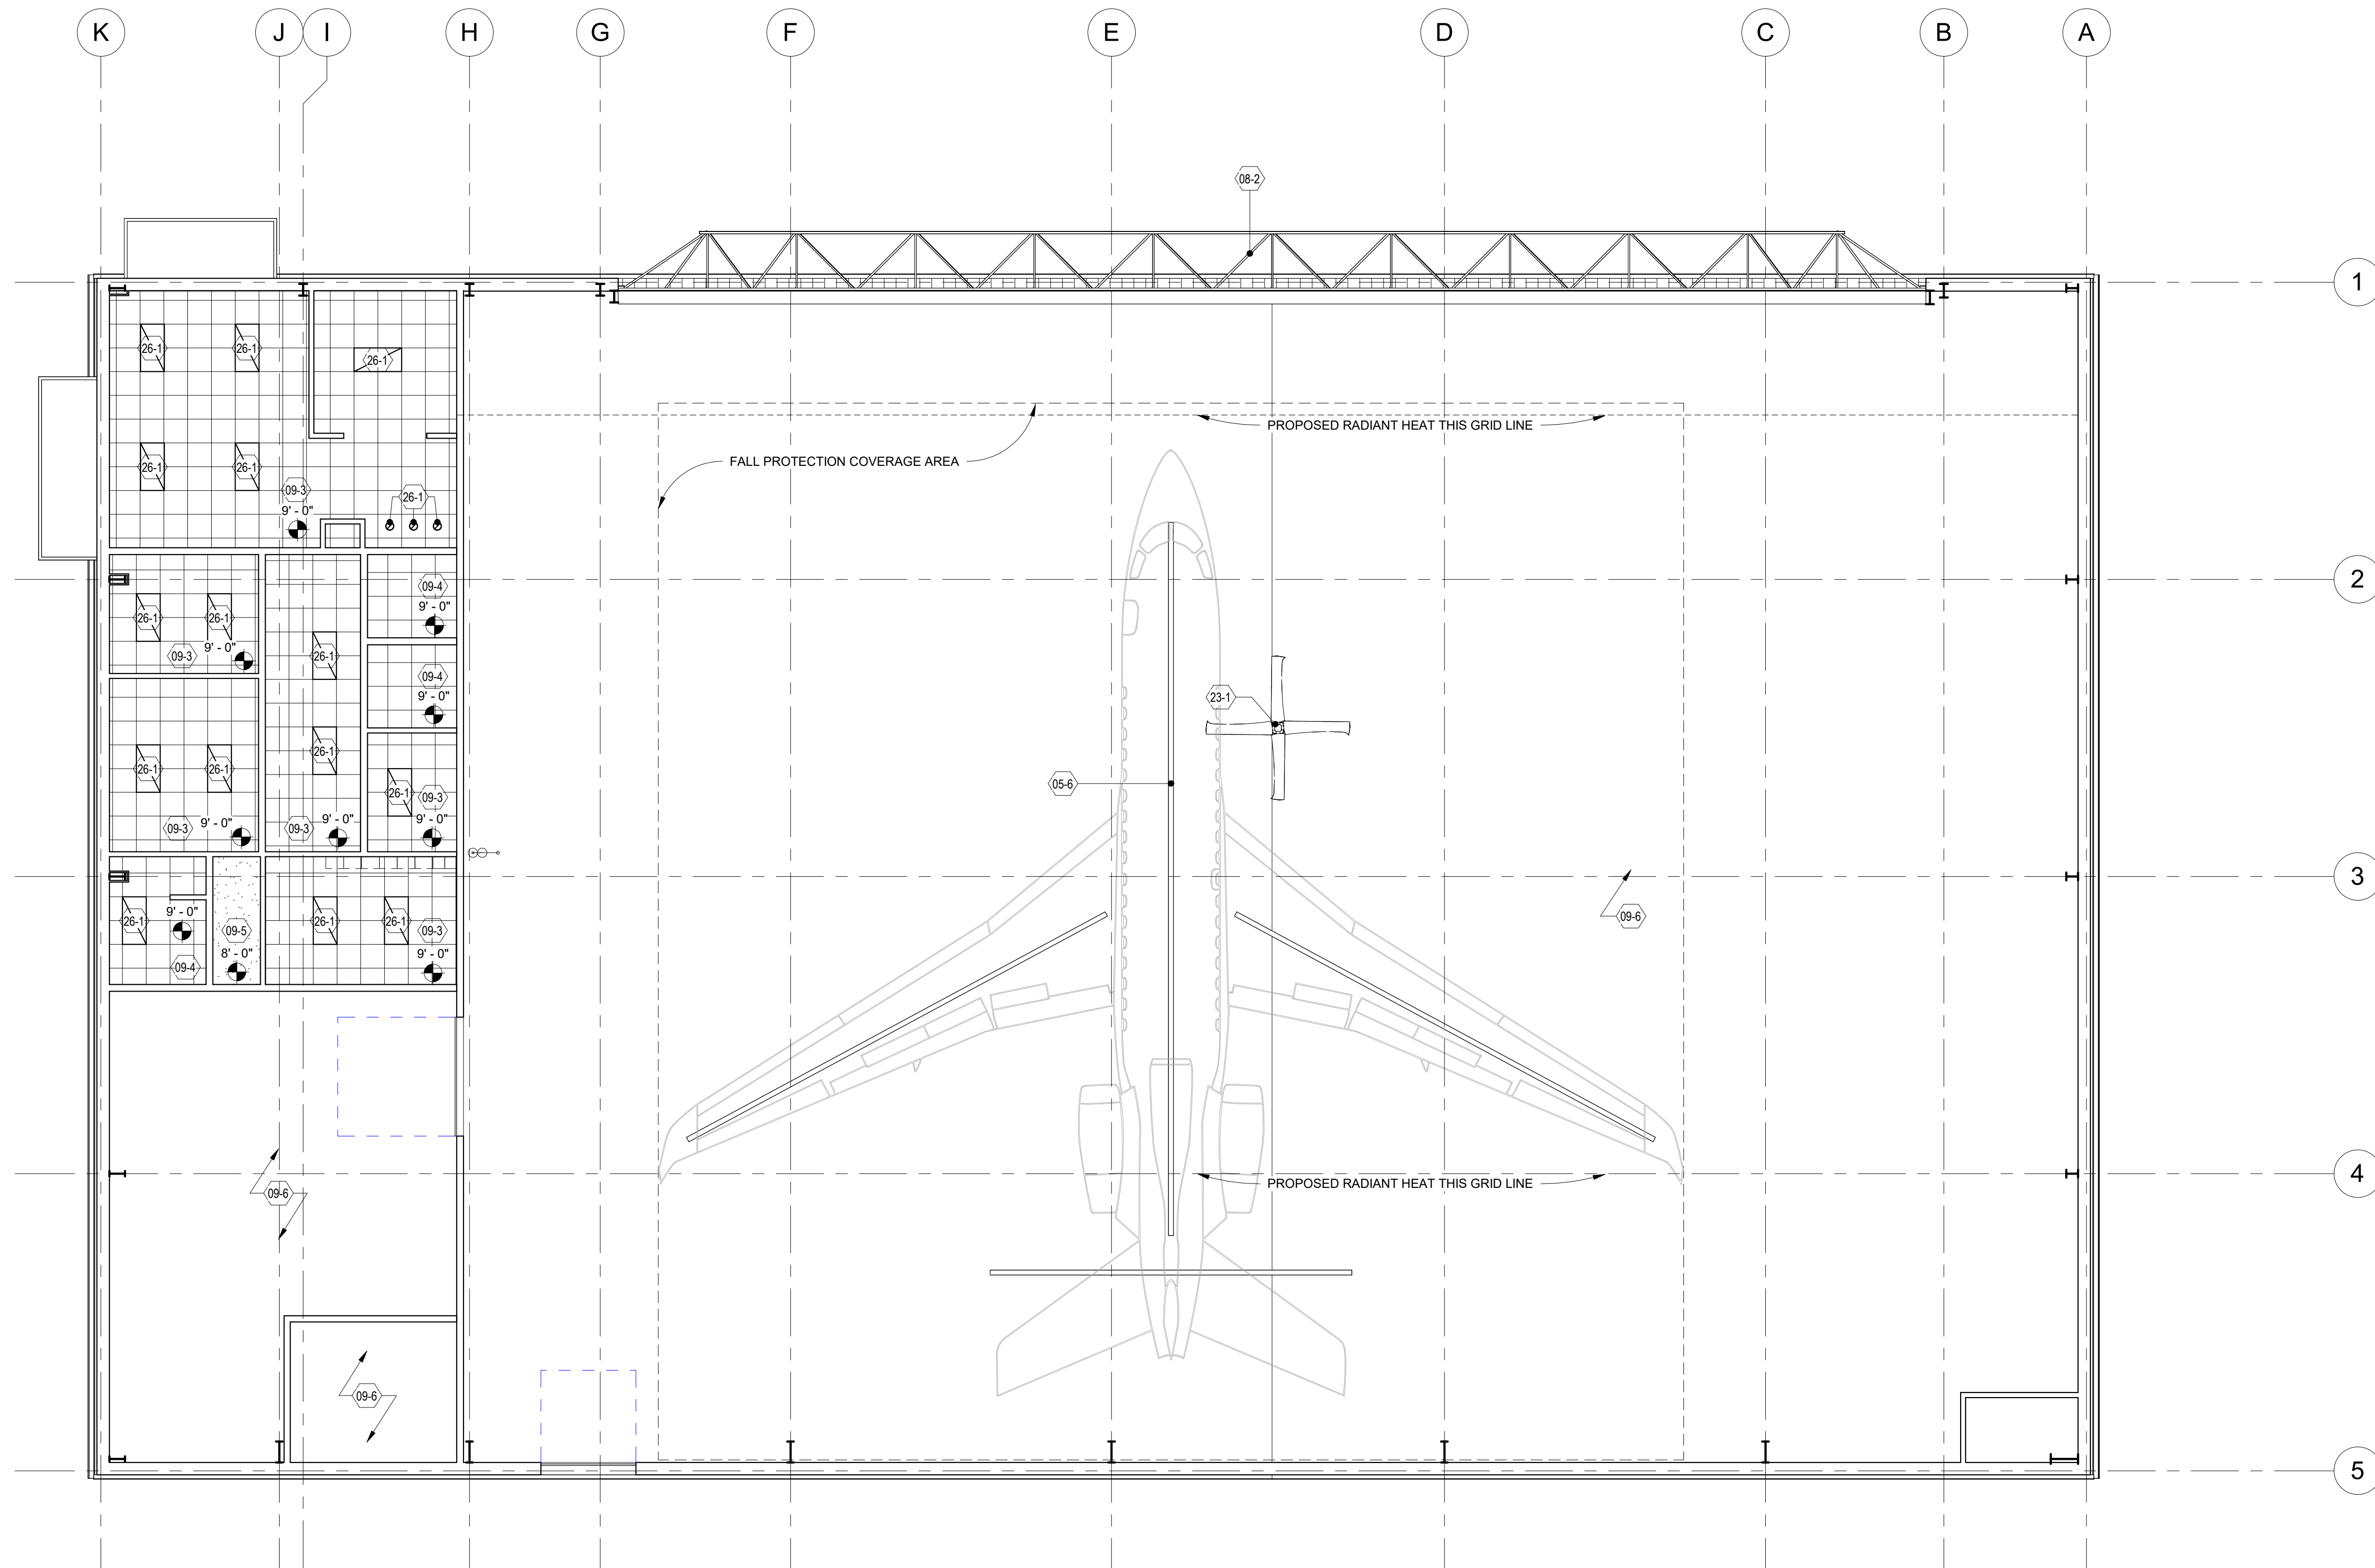 K J I H G F E D C B A
08-2
1
26-1 26-1 26-1
PROPOSED RADIANT HEAT THIS GRID LINE
FALL PROTECTION COVERAGE AREA
26-1 26-1
09-3 26-1
9' - 0"
2
09-4
9' - 0"
26-1 26-1
9' - 0"
09-3
26-1
09-4
9' - 0"
23-1
26-1
26-1 26-1
05-6
26-1 09-3
9' - 0"
09-3 9' - 0"
09-3 9' - 0"
3
9' - 0"
09-6
26-1 26-1 26-1
09-5 09-3
8' - 0" 9' - 0"
09-4
4
PROPOSED RADIANT HEAT THIS GRID LINE
09-6
09-6
5